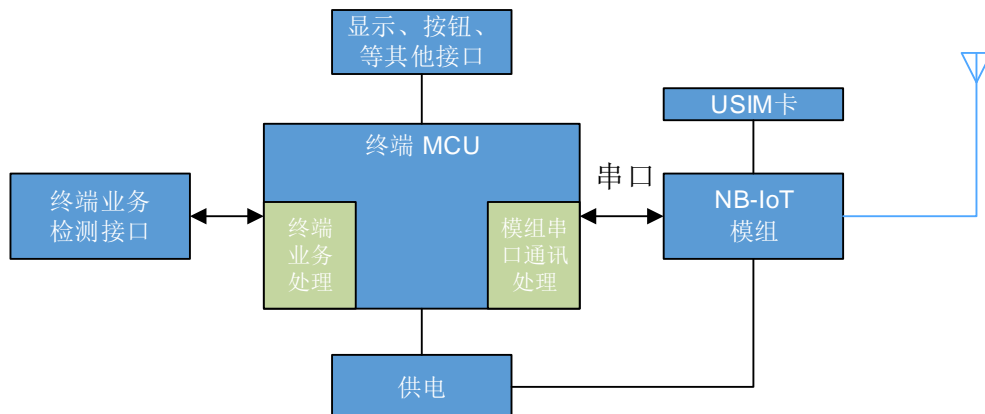 显示、按钮、
等其他接口
USIM卡
终端 MCU
串口
终端业务
检测接口
NB-IoT
模组
终端
业务
处理
模组串
口通讯
处理
供电